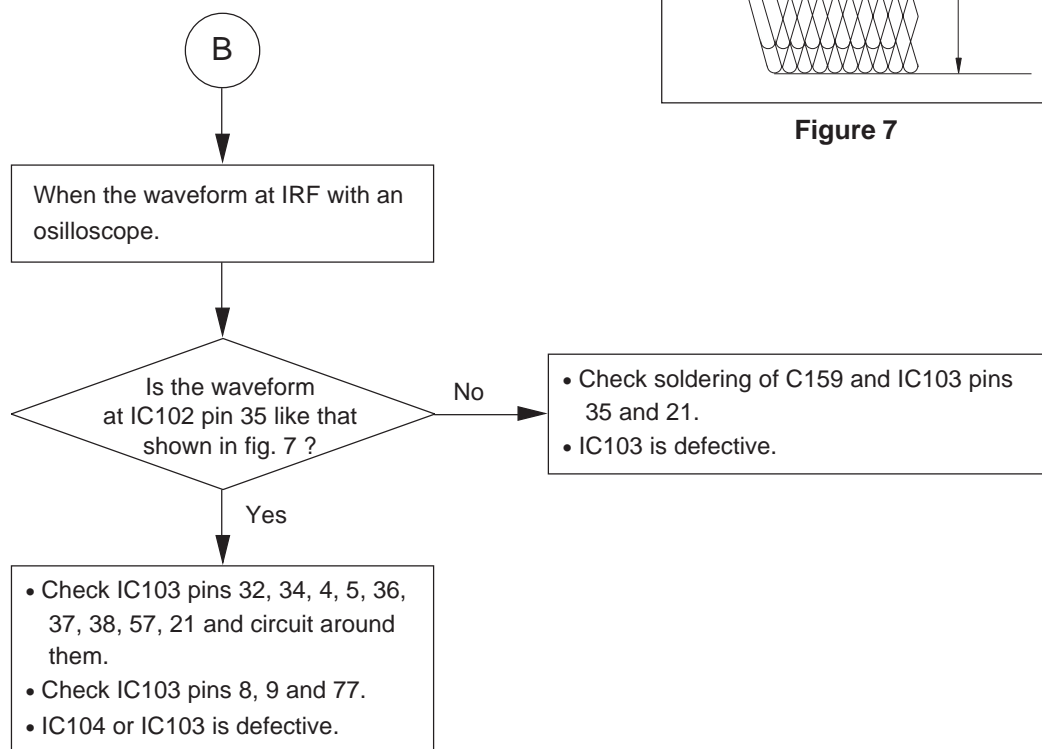 B
Figure 7
When the waveform at IRF with an
osilloscope.
Is the waveform
at IC102 pin 35 like that
shown in fig. 7 ?
No
• Check soldering of C159 and IC103 pins
35 and 21.
• IC103 is defective.
Yes
• Check IC103 pins 32, 34, 4, 5, 36,
37, 38, 57, 21 and circuit around
them.
• Check IC103 pins 8, 9 and 77.
• IC104 or IC103 is defective.